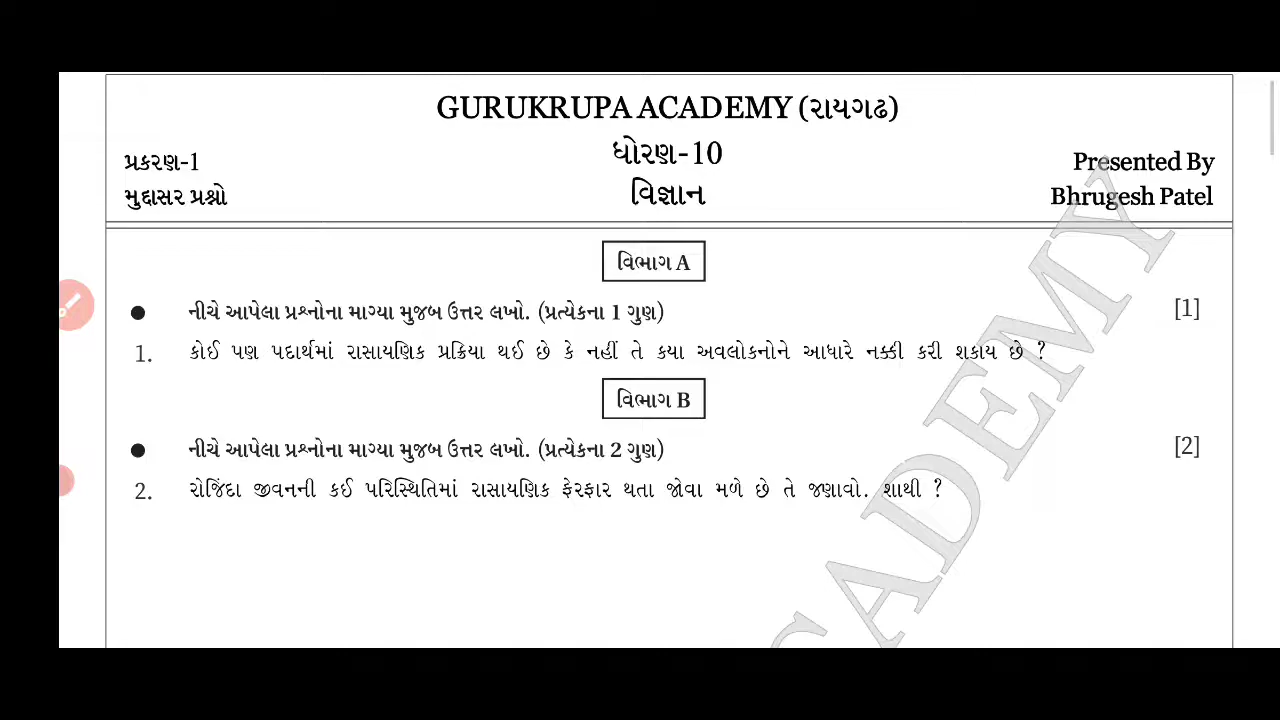 GURUKRUPA ACADEMY (રાયગઢ)
ધોરણ-10
પ્રકરણ-1
Presented By
મુદ્દાસર પ્રશ્નો
વિજ્ઞાન
Bhrugesh Patel
વિભાગ A
● નીચે આપેલા પ્રશ્નોના માગ્યા મુજબ ઉત્તર લખો. (પ્રત્યેકના 1 ગુણ) [1]
1. કોઈ પણ પદાર્થમાં રાસાયણિક પ્રક્રિયા થઈ છે કે નહીં તે કયા અવલોકનોને આધારે નક્કી કરી શકાય છે ?
વિભાગ B
● નીચે આપેલા પ્રશ્નોના માગ્યા મુજબ ઉત્તર લખો. (પ્રત્યેકના 2 ગુણ) [2]
2. રોજિંદા જીવનની કઈ પરિસ્થિતિમાં રાસાયણિક ફેરફાર થતા જોવા મળે છે તે જણાવો. શાથી ?
CADEMY